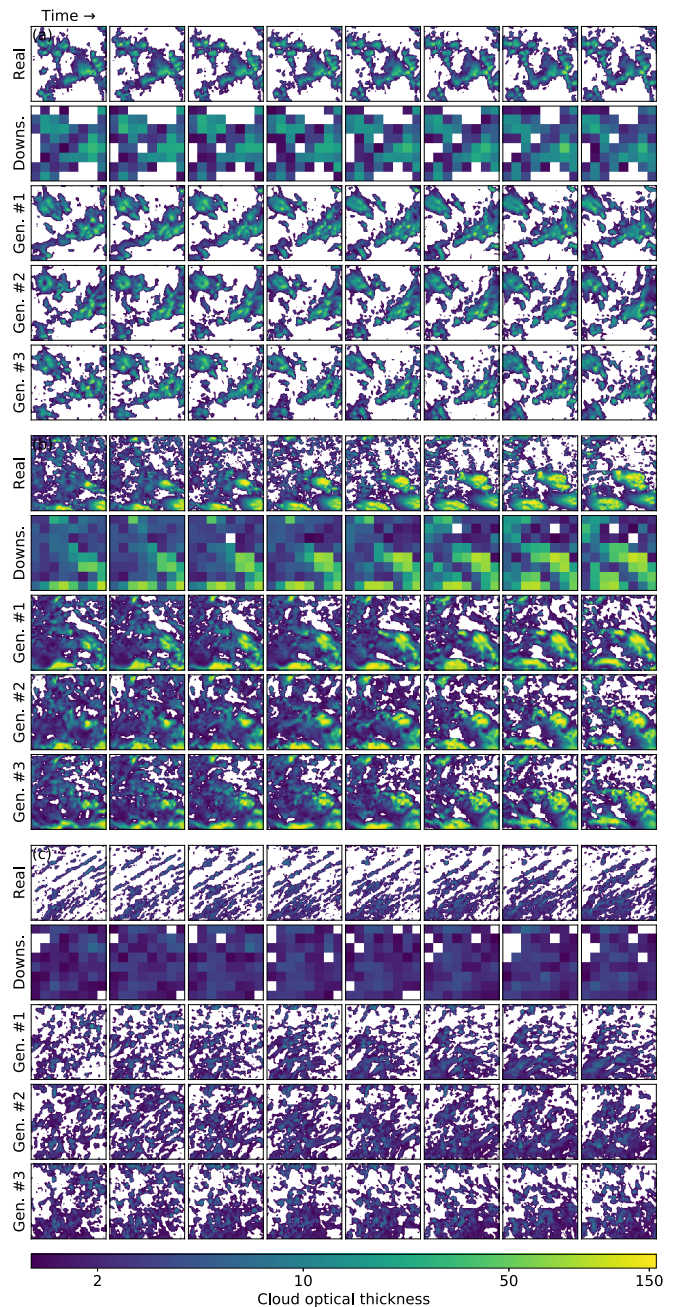 Time →
(a)
Real
Downs.
Gen. #1
Gen. #2
Gen. #3
(b)
Real
Downs.
Gen. #1
Gen. #2
Gen. #3
(c)
Real
Downs.
Gen. #1
Gen. #2
Gen. #3
2 10 50 150
Cloud optical thickness